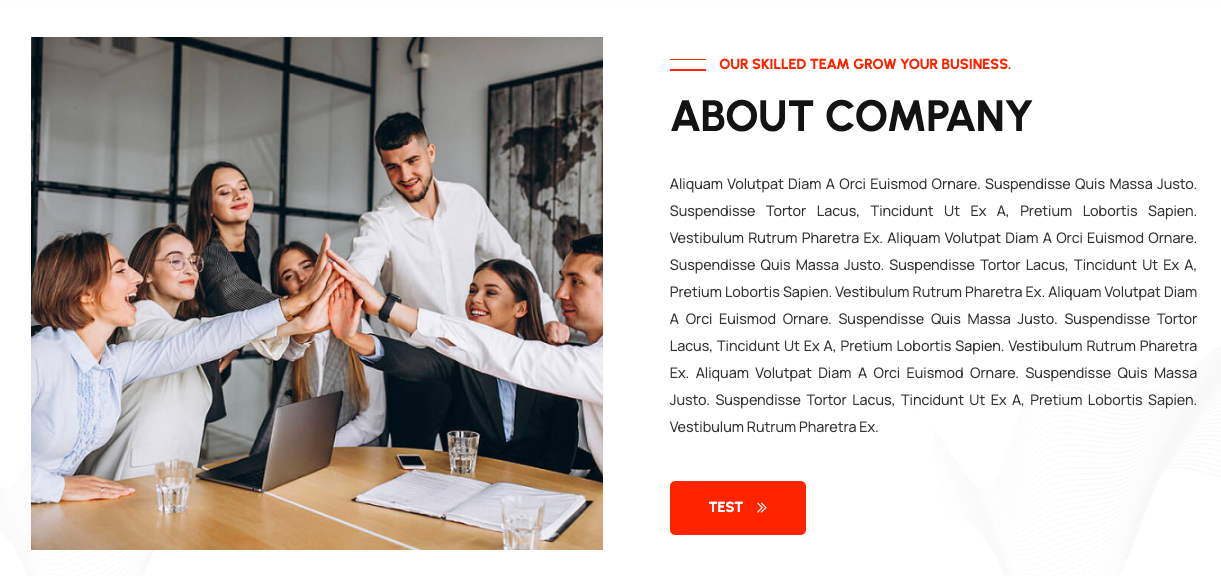 OUR SKILLED TEAM GROW YOUR BUSINESS.
ABOUT COMPANY
Aliquam Volutpat Diam A Orci Euismod Ornare. Suspendisse Quis Massa Justo.
Suspendisse Tortor Lacus, Tincidunt Ut Ex A, Pretium Lobortis Sapien.
Vestibulum Rutrum Pharetra Ex. Aliquam Volutpat Diam A Orci Euismod Ornare.
Suspendisse Quis Massa Justo. Suspendisse Tortor Lacus, Tincidunt Ut Ex A,
Pretium Lobortis Sapien. Vestibulum Rutrum Pharetra Ex. Aliquam Volutpat Diam
A Orci Euismod Ornare. Suspendisse Quis Massa Justo. Suspendisse Tortor
Lacus, Tincidunt Ut Ex A, Pretium Lobortis Sapien. Vestibulum Rutrum Pharetra
Ex. Aliquam Volutpat Diam A Orci Euismod Ornare. Suspendisse Quis Massa
Justo. Suspendisse Tortor Lacus, Tincidunt Ut Ex A, Pretium Lobortis Sapien.
Vestibulum Rutrum Pharetra Ex.
TEST